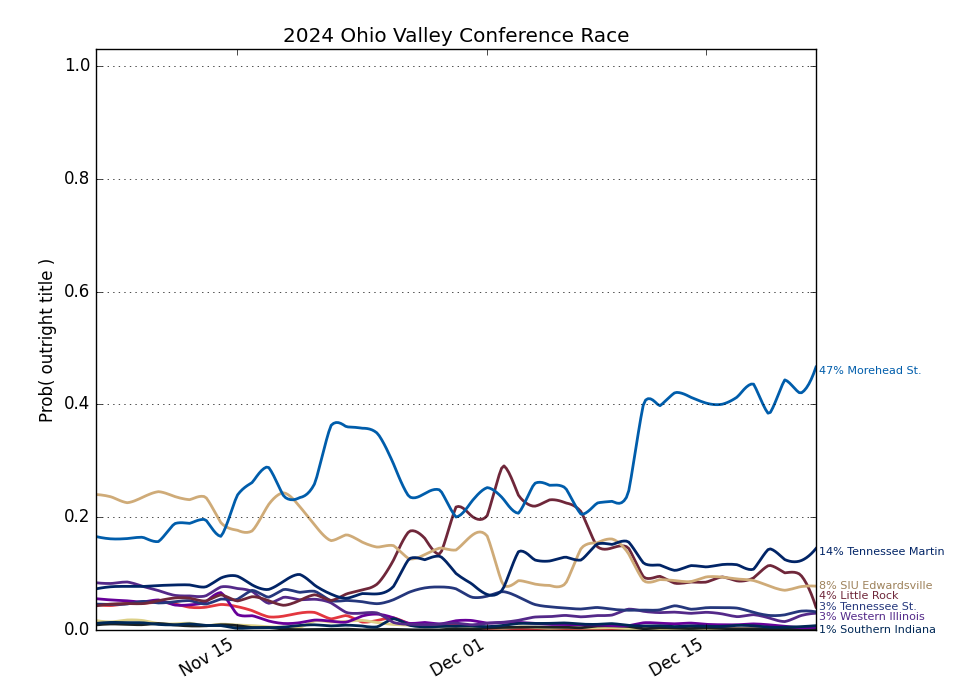 2024 Ohio Valley Conference Race
1.0
0.8
0.6
0.4
0.2
0.0
Prob( outright title )
Nov 15
Dec 01
Dec 15
47% Morehead St.
14% Tennessee Martin
8% SIU Edwardsville
4% Little Rock
3% Tennessee St.
3% Western Illinois
1% Southern Indiana